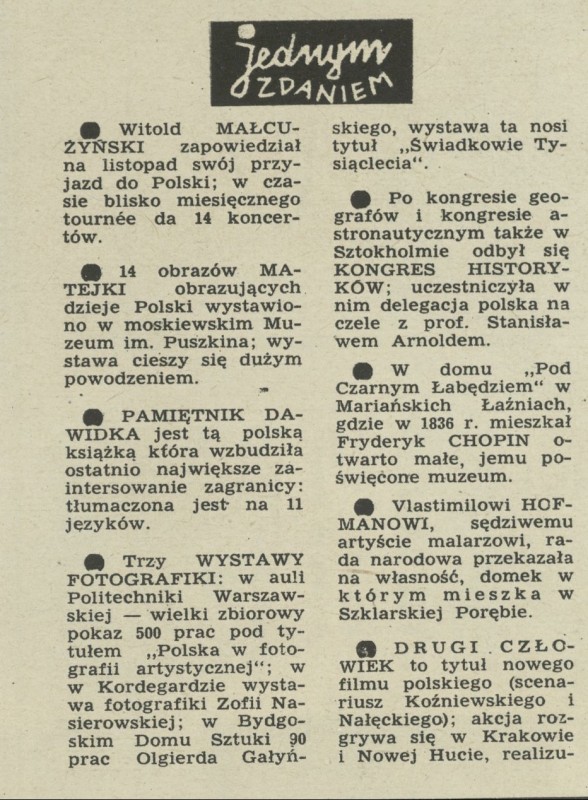 jednym
ZDANIEM
● Witold MAŁCU-
ŻYŃSKI zapowiedział
na listopad swój przy-
jazd do Polski; w cza-
sie blisko miesięcznego
tournée da 14 koncer-
tów.
● 14 obrazów MA-
TEJKI obrazujących
dzieje Polski wystawio-
no w moskiewskim Mu-
zeum im. Puszkina; wy-
stawa cieszy się dużym
powodzeniem.
● PAMIĘTNIK DA-
WIDKA jest tą polską
książką która wzbudziła
ostatnio największe za-
intersowanie zagranicy:
tłumaczona jest na 11
języków.
● Trzy WYSTAWY
FOTOGRAFIKI: w auli
Politechniki Warszaw-
skiej — wielki zbiorowy
pokaz 500 prac pod ty-
tułem „Polska w foto-
grafii artystycznej“; w
w Kordegardzie wysta-
wa fotografiki Zofii Na-
sierowskiej; w Bydgo-
skim Domu Sztuki 90
prac Olgierda Gałyń-
skiego, wystawa ta nosi
tytuł „Świadkowie Ty-
siąclecia“.
● Po kongresie geo-
grafów i kongresie a-
stronautycznym także w
Sztokholmie odbył się
KONGRES HISTORY-
KÓW; uczestniczyła w
nim delegacja polska na
czele z prof. Stanisła-
wem Arnoldem.
● W domu „Pod
Czarnym Łabędziem“ w
Mariańskich Łaźniach,
gdzie w 1836 r. mieszkał
Fryderyk CHOPIN o-
twarto małe, jemu po-
święcone muzeum.
● Vlastimilowi HOF-
MANOWI, sędziwemu
artyście malarzowi, ra-
da narodowa przekazała
na własność, domek w
którym mieszka w
Szklarskiej Porębie.
● DRUGI CZŁO-
WIEK to tytuł nowego
filmu polskiego (scena-
riusz Koźniewskiego i
Nałęckiego); akcja roz-
grywa się w Krakowie
i Nowej Hucie, realizu-